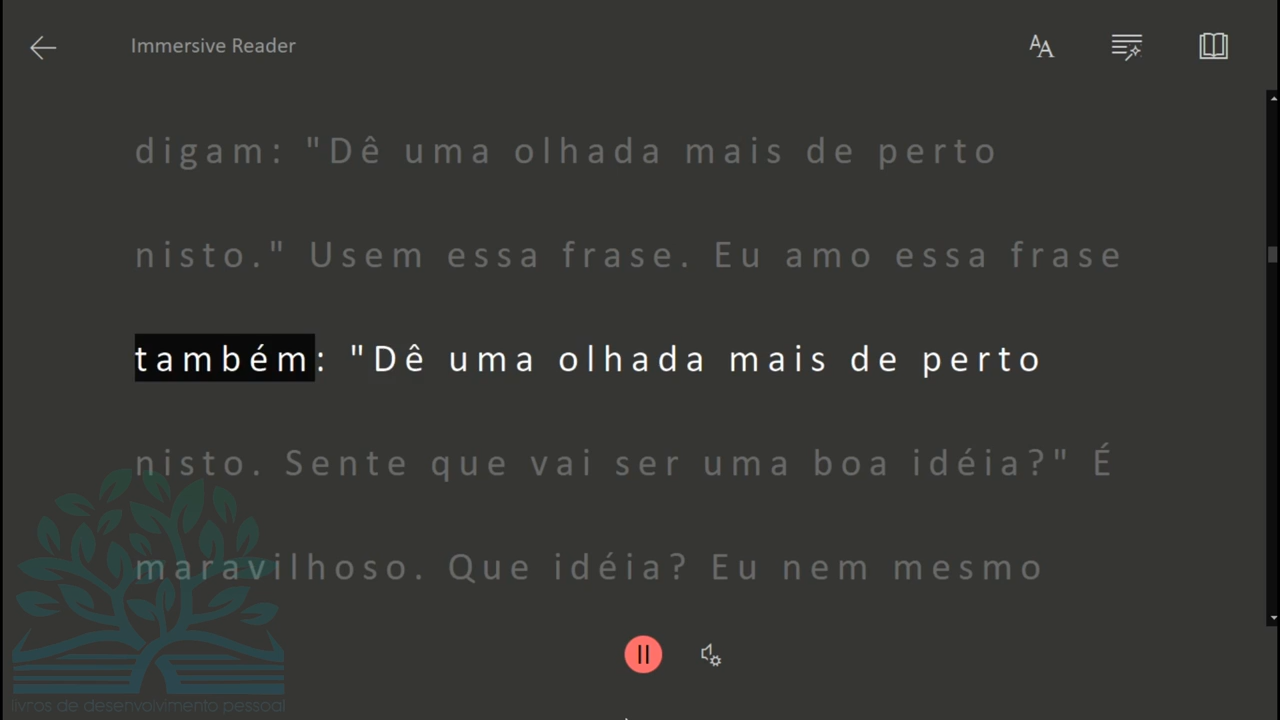 Immersive Reader
digam: "Dê uma olhada mais de perto
nisto." Usem essa frase. Eu amo essa frase
também: "Dê uma olhada mais de perto
nisto. Sente que vai ser uma boa idéia?" É
maravilhoso. Que idéia? Eu nem mesmo
livros de desenvolvimento pessoal